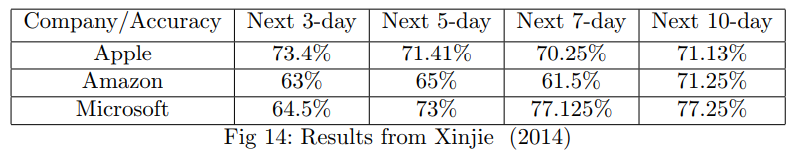 Company/Accuracy Next 3-day Next 5-day Next 7-day Next 10-day
Apple 73.4% 71.41% 70.25% 71.13%
Amazon 63% 65% 61.5% 71.25%
Microsoft 64.5% 73% 77.125% 77.25%
Fig 14: Results from Xinjie (2014)